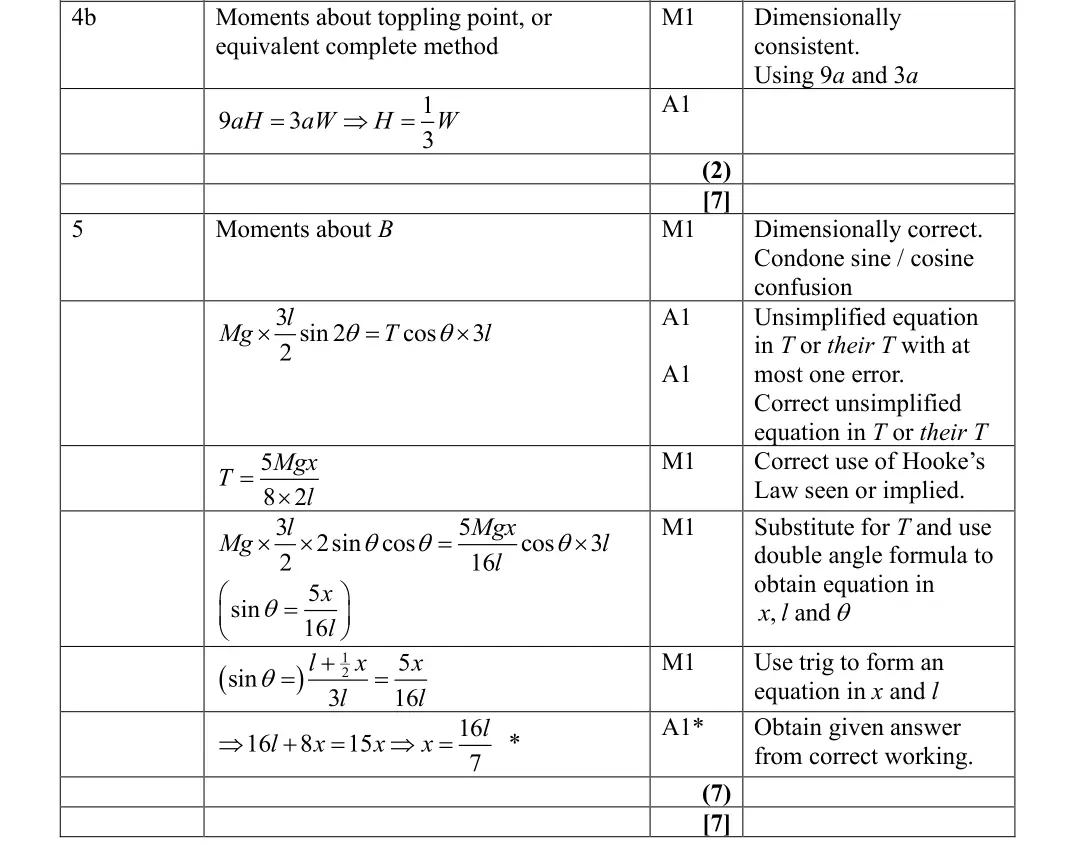 4b Moments about toppling point, or M1 Dimensionally
equivalent complete method consistent.
Using 9a and 3a
9aH = 3aW ⇒ H = 1/3 W A1
(2)
[7]
5 Moments about B M1 Dimensionally correct.
Condone sine / cosine
confusion
Mg × 3l/2 sin 2θ = T cos θ × 3l A1 Unsimplified equation
in T or their T with at
A1 most one error.
Correct unsimplified
equation in T or their T
T = 5Mgx/(8 × 2l) M1 Correct use of Hooke's
Law seen or implied.
Mg × 3l/2 × 2 sin θ cos θ = 5Mgx/16l cos θ × 3l M1 Substitute for T and use
double angle formula to
(sin θ = 5x/16l) obtain equation in
x, l and θ
(sin θ =) (l + ½x)/3l = 5x/16l M1 Use trig to form an
equation in x and l
⇒ 16l + 8x = 15x ⇒ x = 16l/7 * A1* Obtain given answer
from correct working.
(7)
[7]